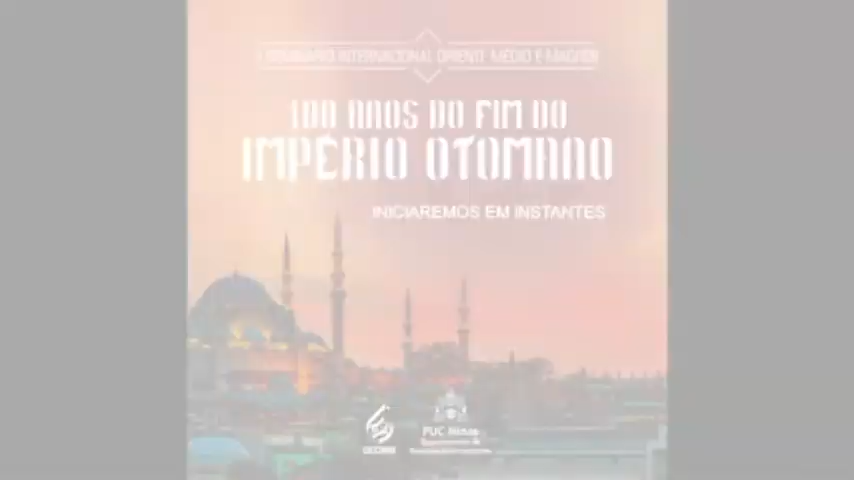 SEMINÁRIO INTERNACIONAL ORIENTE MÉDIO E MAGREB
100 ANOS DO FIM DO
IMPÉRIO OTOMANO
INICIAREMOS EM INSTANTES
PUC Minas